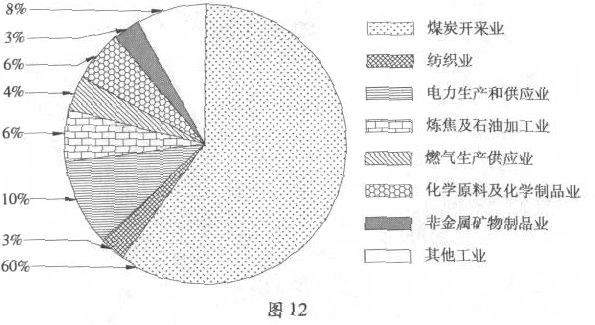 8%
3%
6%
4%
6%
10%
3%
60%
煤炭开采业
纺织业
电力生产和供应业
炼焦及石油加工业
燃气生产供应业
化学原料及化学制品业
非金属矿物制品业
其他工业
图12